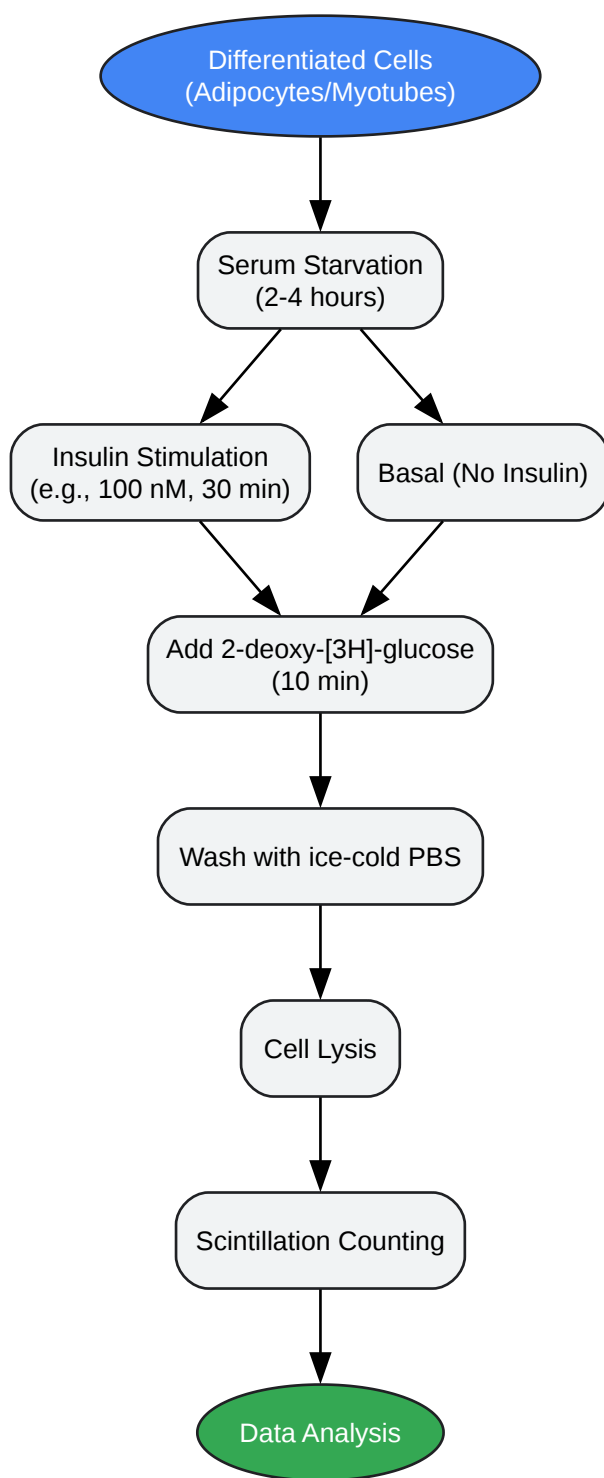 Differentiated Cells
(Adipocytes/Myotubes)
Serum Starvation
(2-4 hours)
Insulin Stimulation
(e.g., 100 nM, 30 min)
Basal (No Insulin)
Add 2-deoxy-[3H]-glucose
(10 min)
Wash with ice-cold PBS
Cell Lysis
Scintillation Counting
Data Analysis